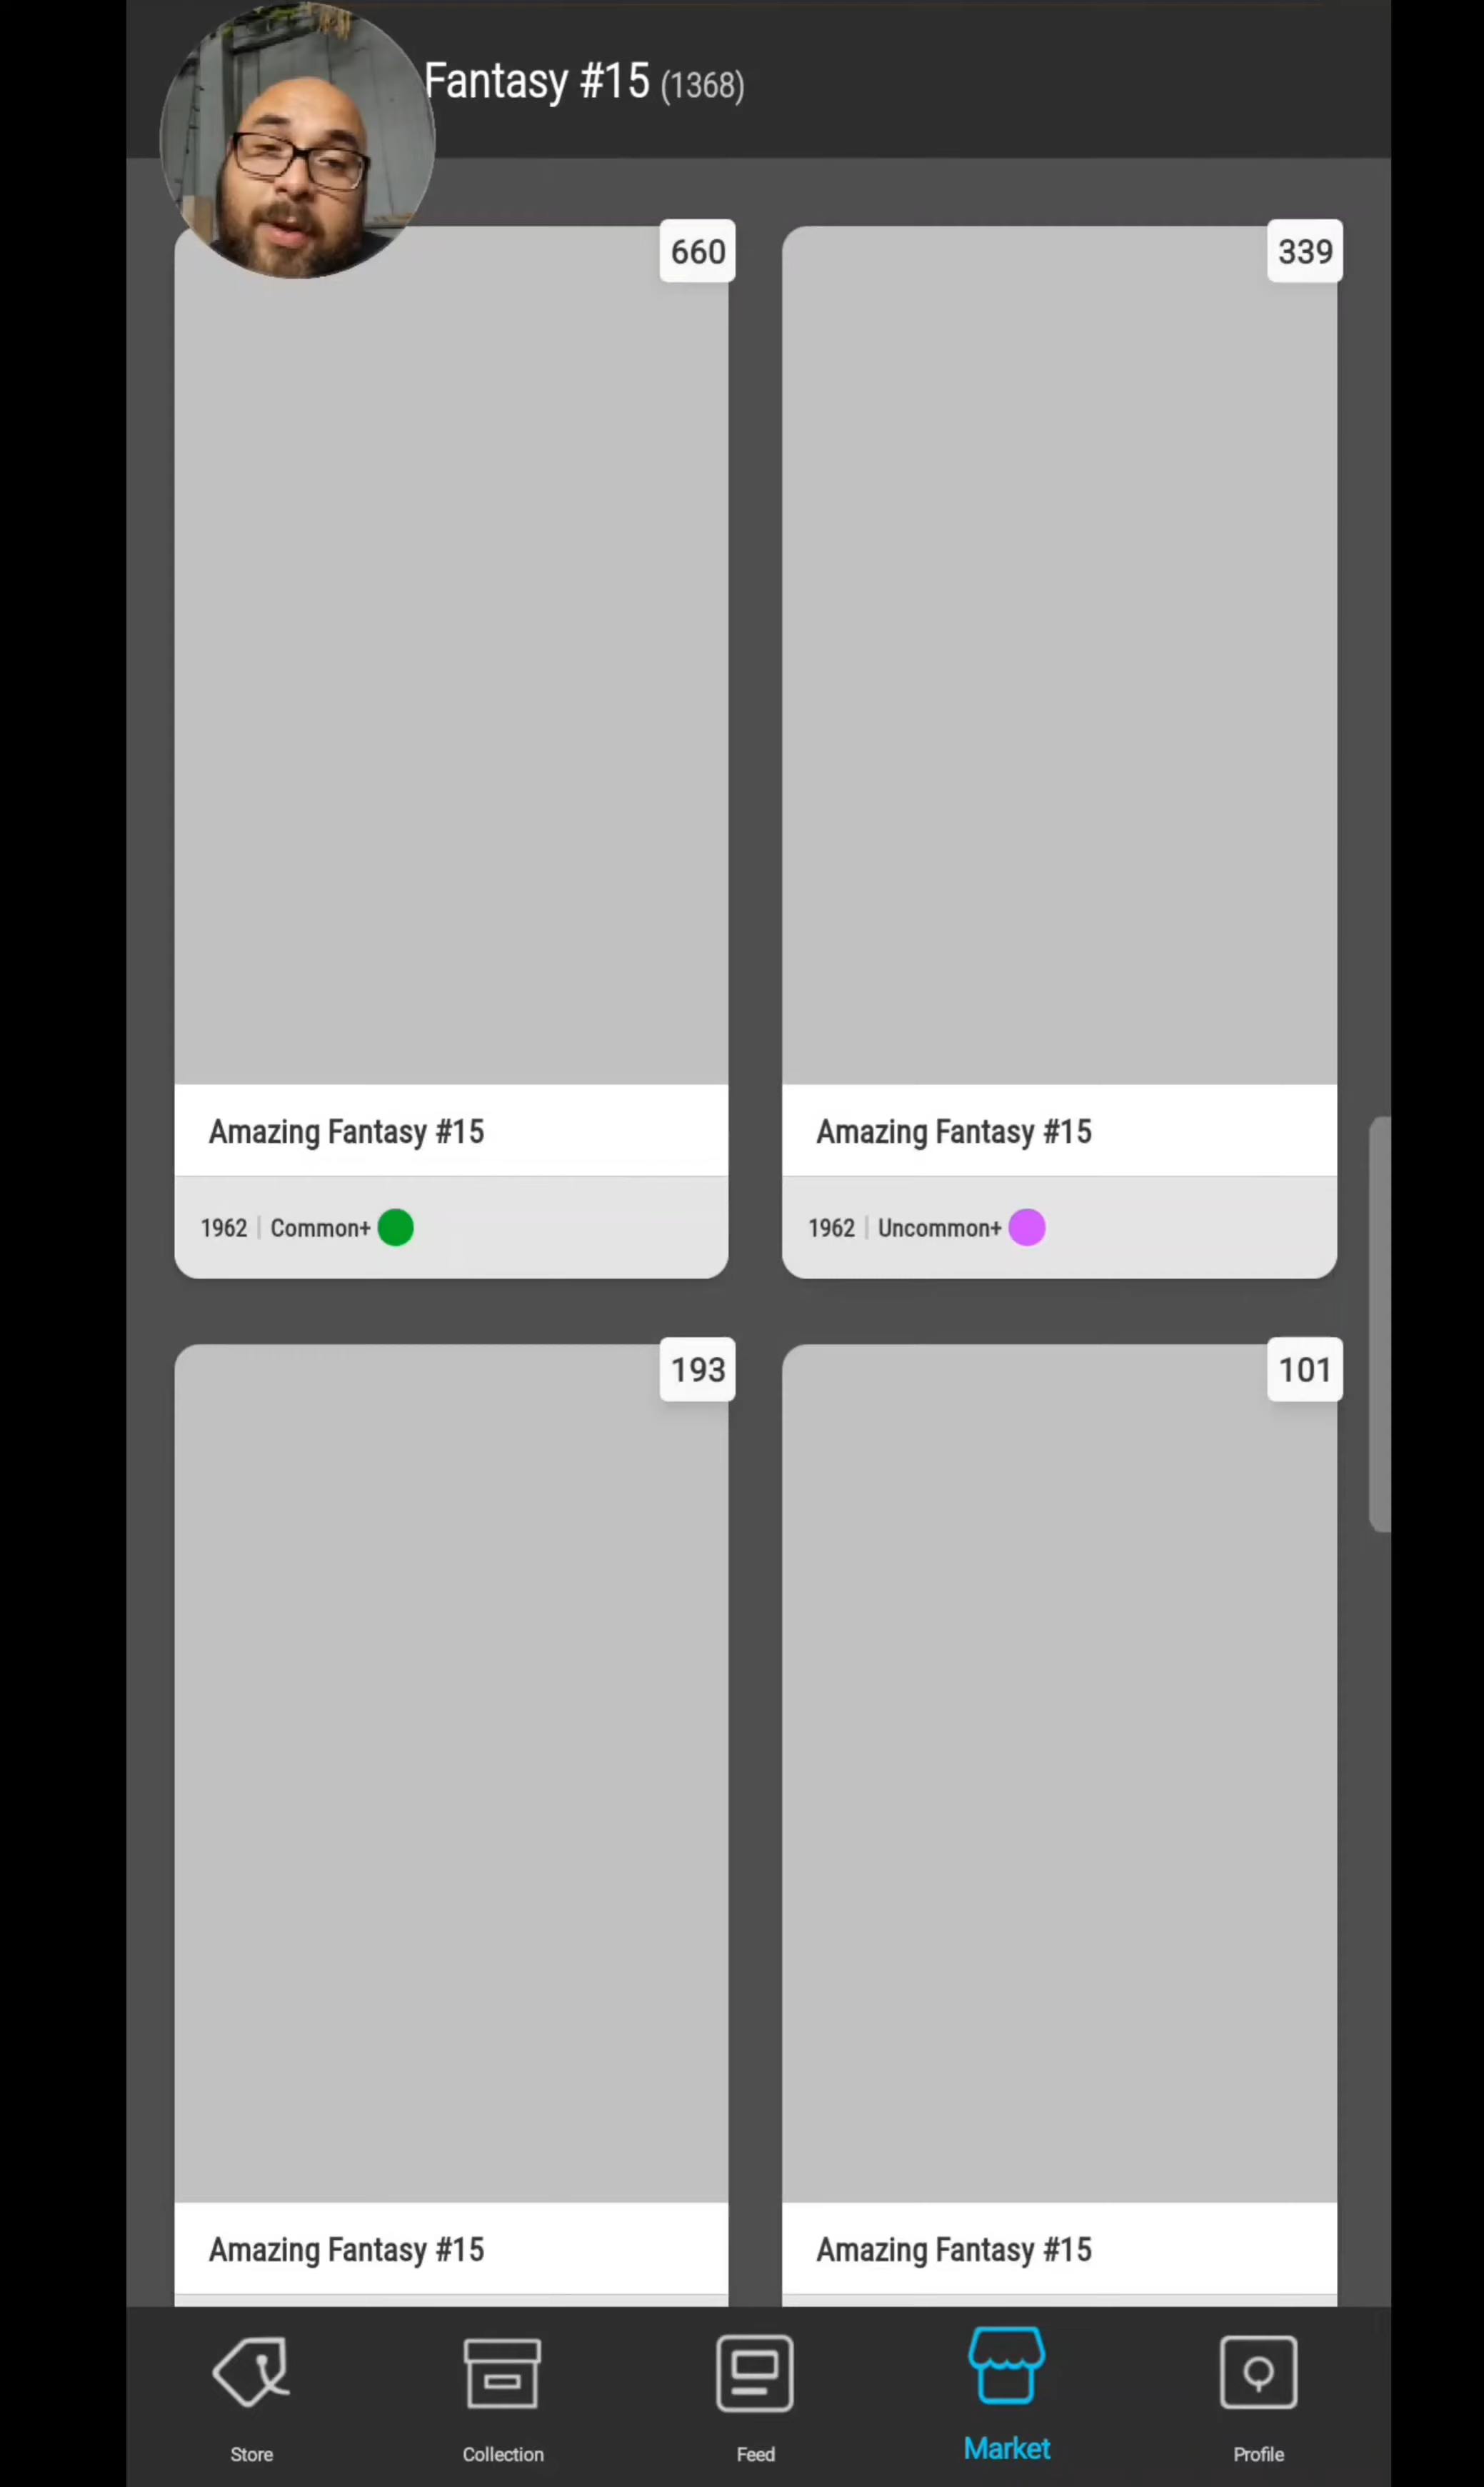 Fantasy #15 (1368)
660
339
Amazing Fantasy #15
Amazing Fantasy #15
1962 | Common+
1962 | Uncommon+
193
101
Amazing Fantasy #15
Amazing Fantasy #15
Store
Collection
Feed
Market
Profile